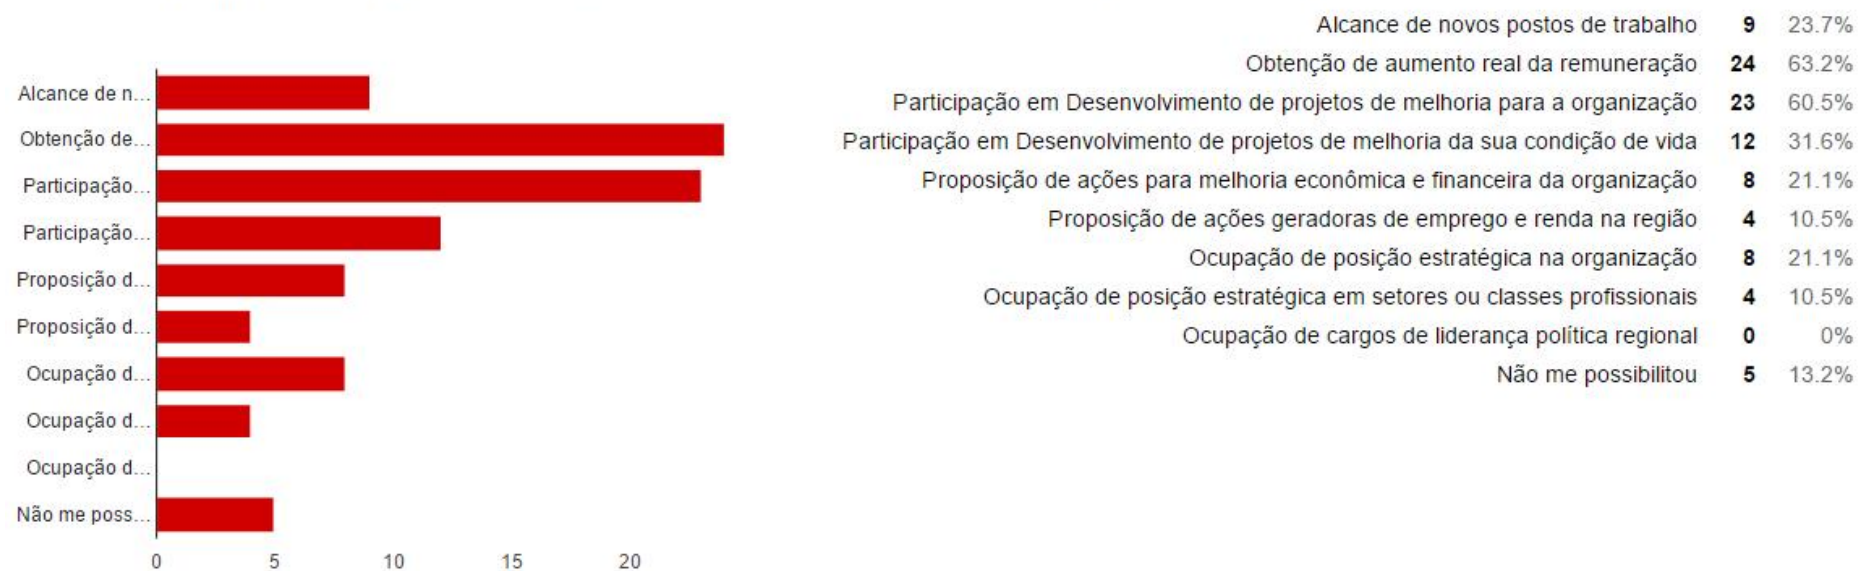 Alcance de n...
Obtenção de...
Participação...
Participação...
Proposição d...
Proposição d...
Ocupação d...
Ocupação d...
Ocupação d...
Não me poss...
0 5 10 15 20
Alcance de novos postos de trabalho 9 23.7%
Obtenção de aumento real da remuneração 24 63.2%
Participação em Desenvolvimento de projetos de melhoria para a organização 23 60.5%
Participação em Desenvolvimento de projetos de melhoria da sua condição de vida 12 31.6%
Proposição de ações para melhoria econômica e financeira da organização 8 21.1%
Proposição de ações geradoras de emprego e renda na região 4 10.5%
Ocupação de posição estratégica na organização 8 21.1%
Ocupação de posição estratégica em setores ou classes profissionais 4 10.5%
Ocupação de cargos de liderança política regional 0 0%
Não me possibilitou 5 13.2%